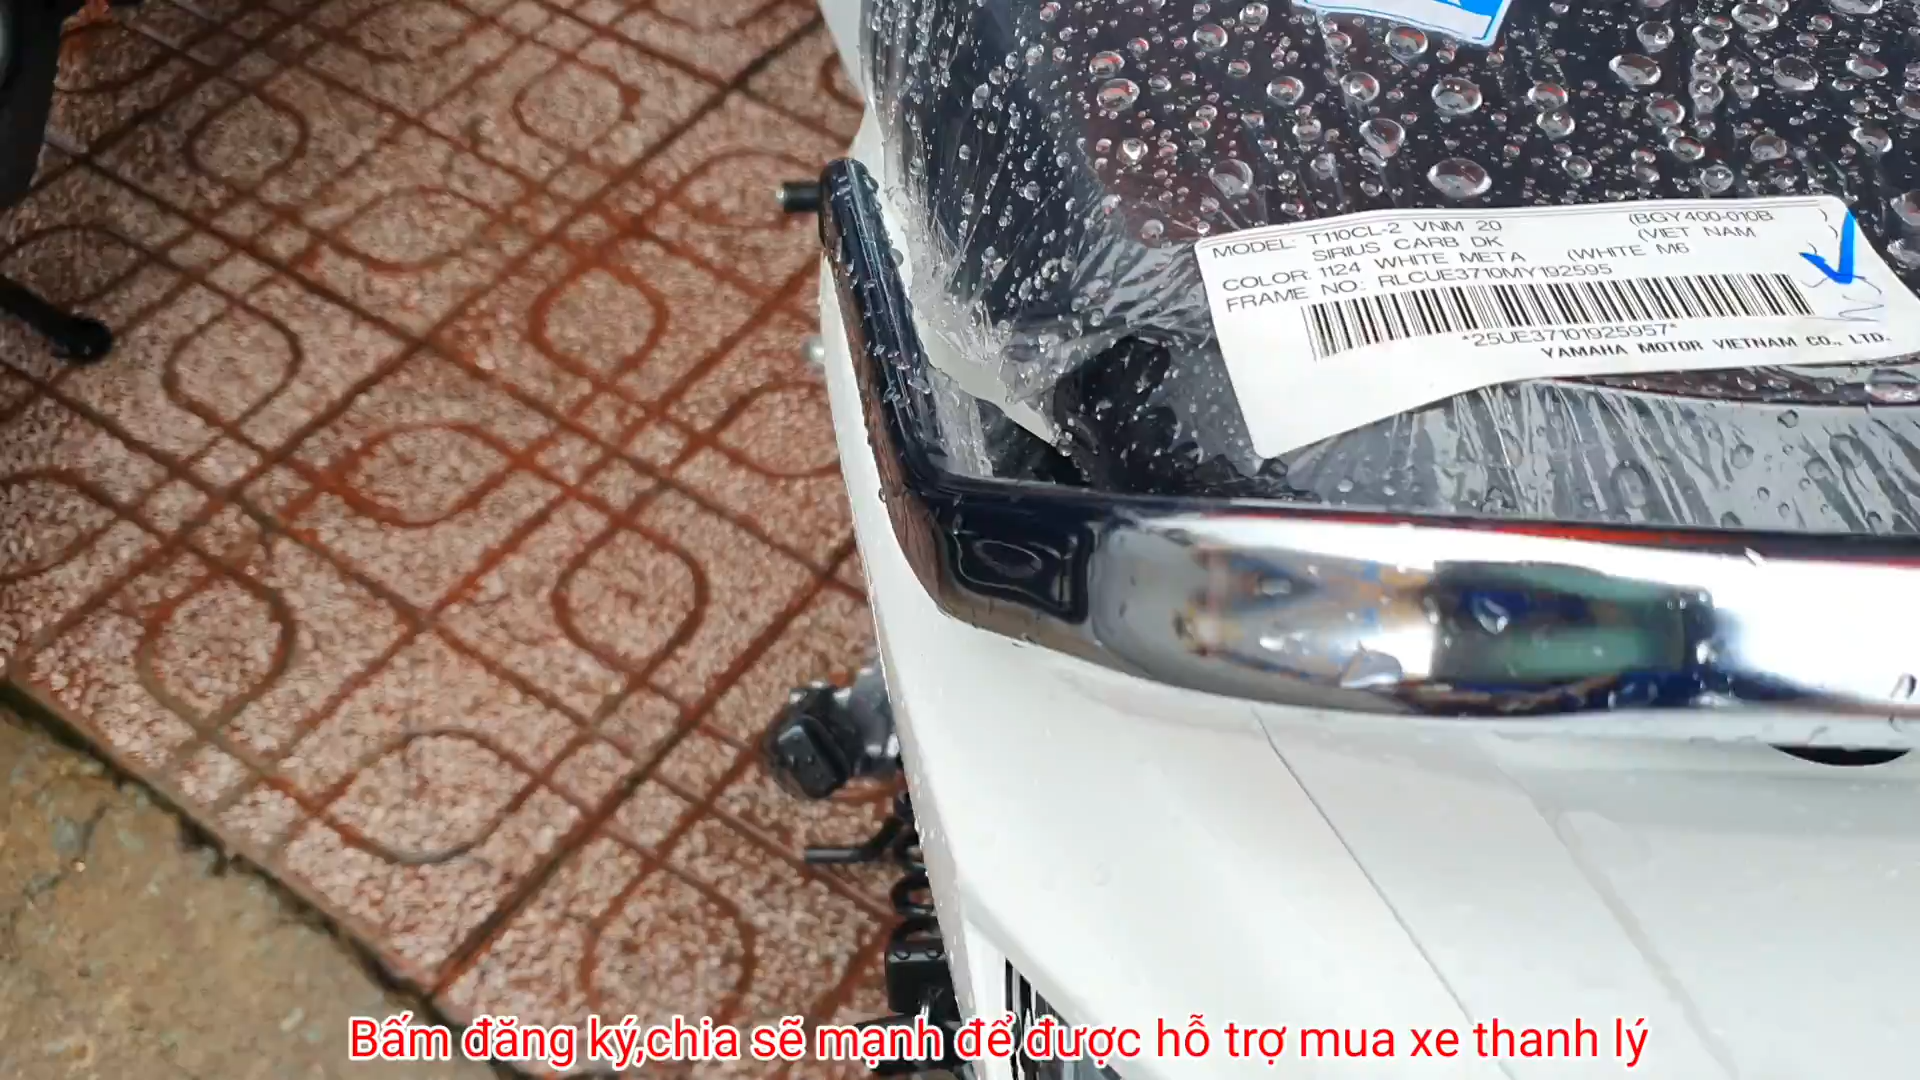 MODEL: T110CL-2 VNM 20 (BGY400-010B )
SIRIUS CARB DK (VIET NAM )
COLOR: 1124 WHITE META (WHITE M6 )
FRAME NO.: RLCUE3710MY192595
*25UE37101925957*
YAMAHA MOTOR VIETNAM CO., LTD.
Bấm đăng ký,chia sẽ mạnh để được hỗ trợ mua xe thanh lý